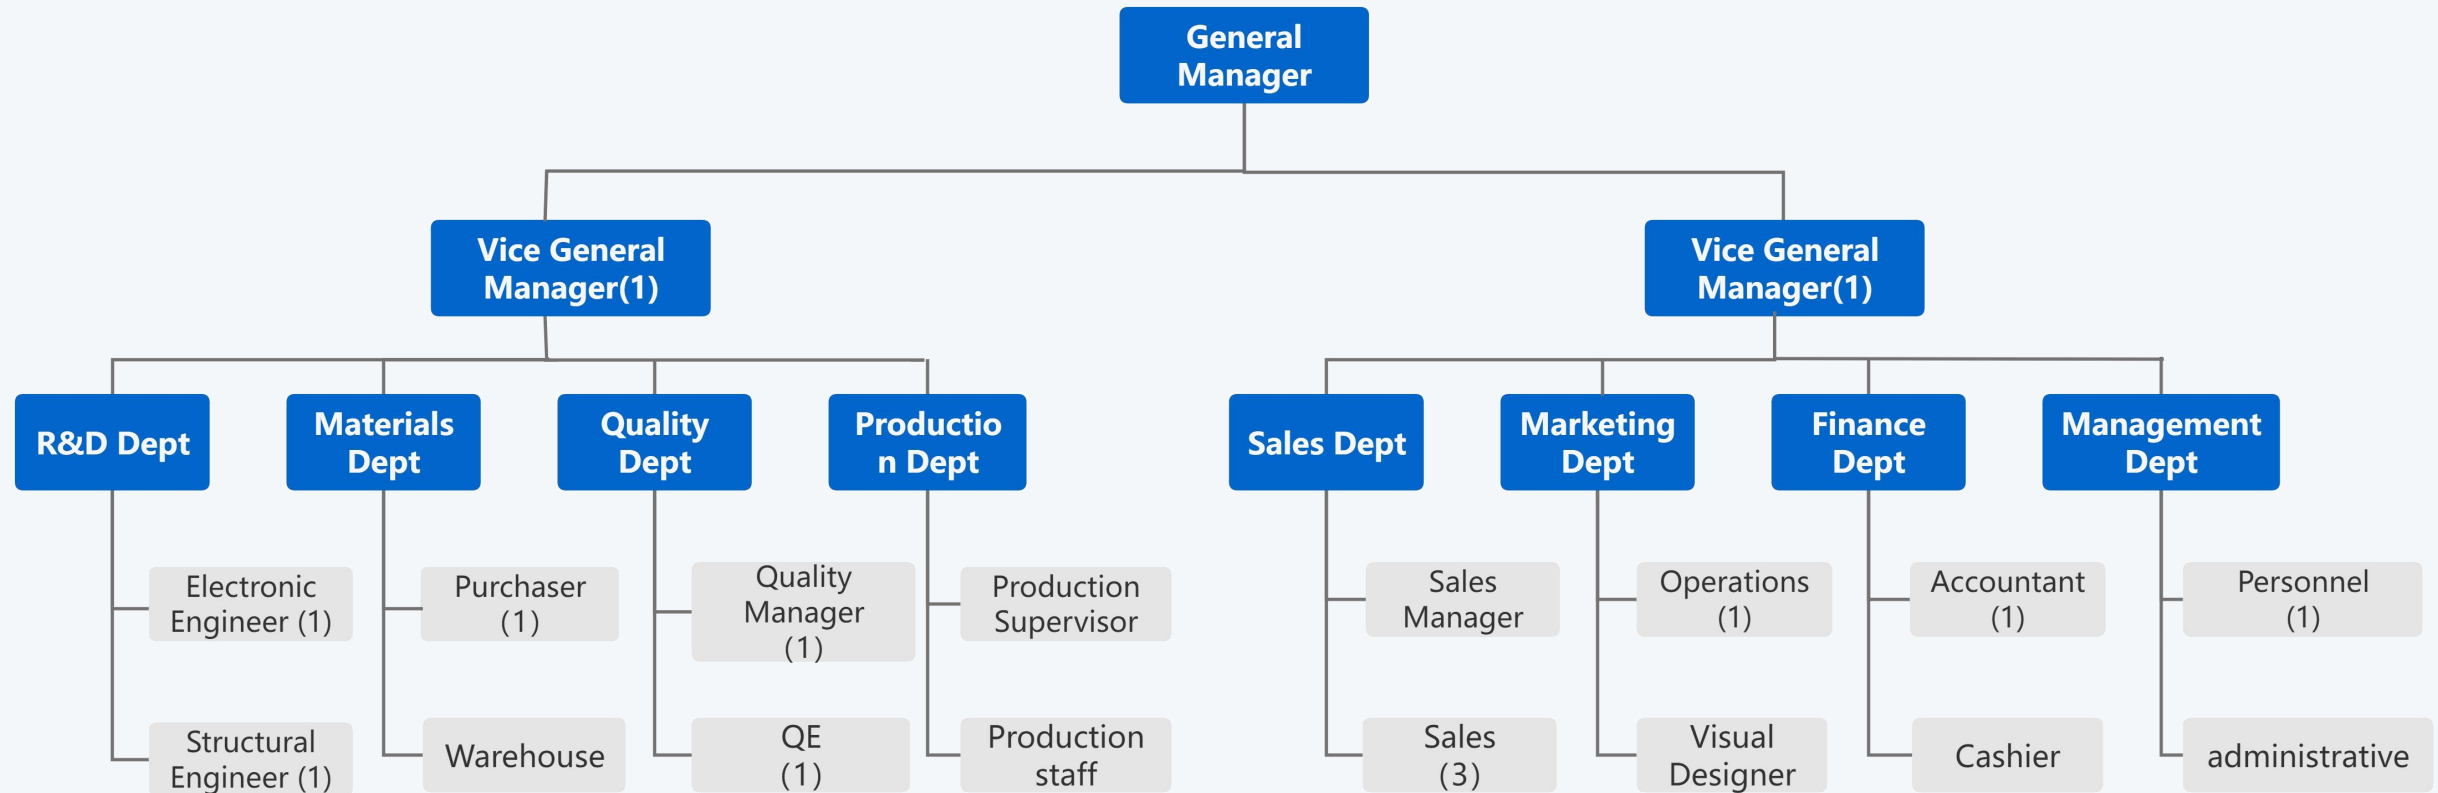 General
Manager
Vice General
Manager(1)
Vice General
Manager(1)
R&D Dept
Materials
Dept
Quality
Dept
Productio
n Dept
Sales Dept
Marketing
Dept
Finance
Dept
Management
Dept
Electronic
Engineer (1)
Purchaser
(1)
Quality
Manager
(1)
Production
Supervisor
Sales
Manager
Operations
(1)
Accountant
(1)
Personnel
(1)
Structural
Engineer (1)
Warehouse
QE
(1)
Production
staff
Sales
(3)
Visual
Designer
Cashier
administrative